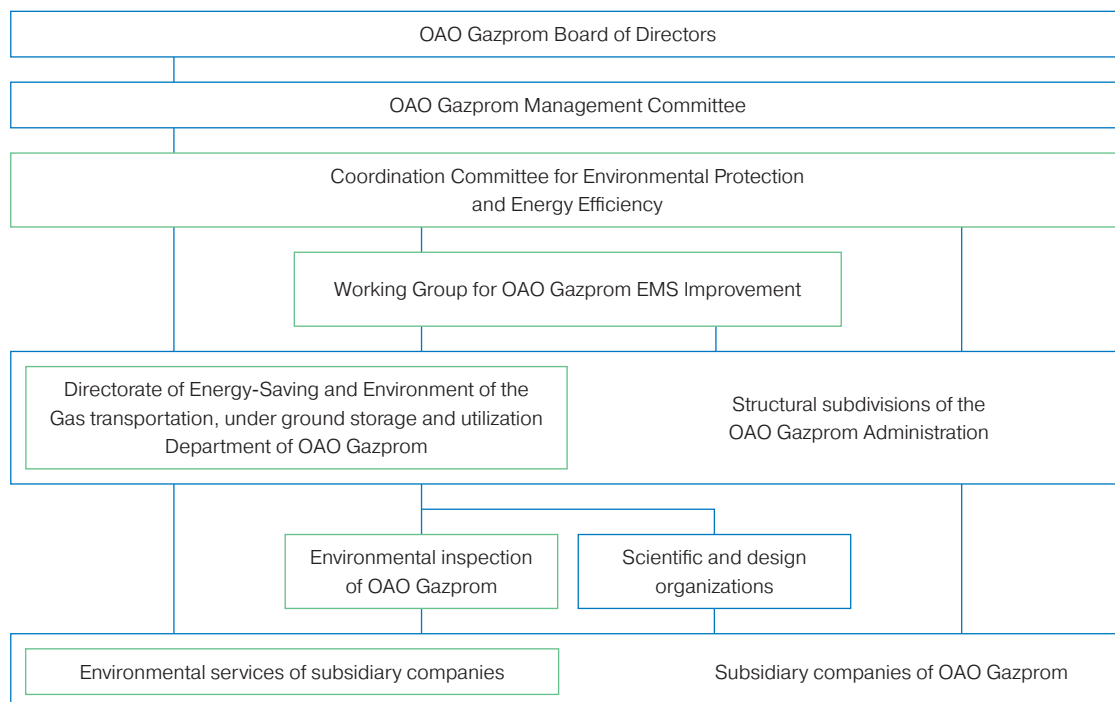 OAO Gazprom Board of Directors
OAO Gazprom Management Committee
Coordination Committee for Environmental Protection
and Energy Efficiency
Working Group for OAO Gazprom EMS Improvement
Directorate of Energy-Saving and Environment of the
Gas transportation, under ground storage and utilization
Department of OAO Gazprom
Structural subdivisions of the
OAO Gazprom Administration
Environmental inspection
of OAO Gazprom
Scientific and design
organizations
Environmental services of subsidiary companies
Subsidiary companies of OAO Gazprom